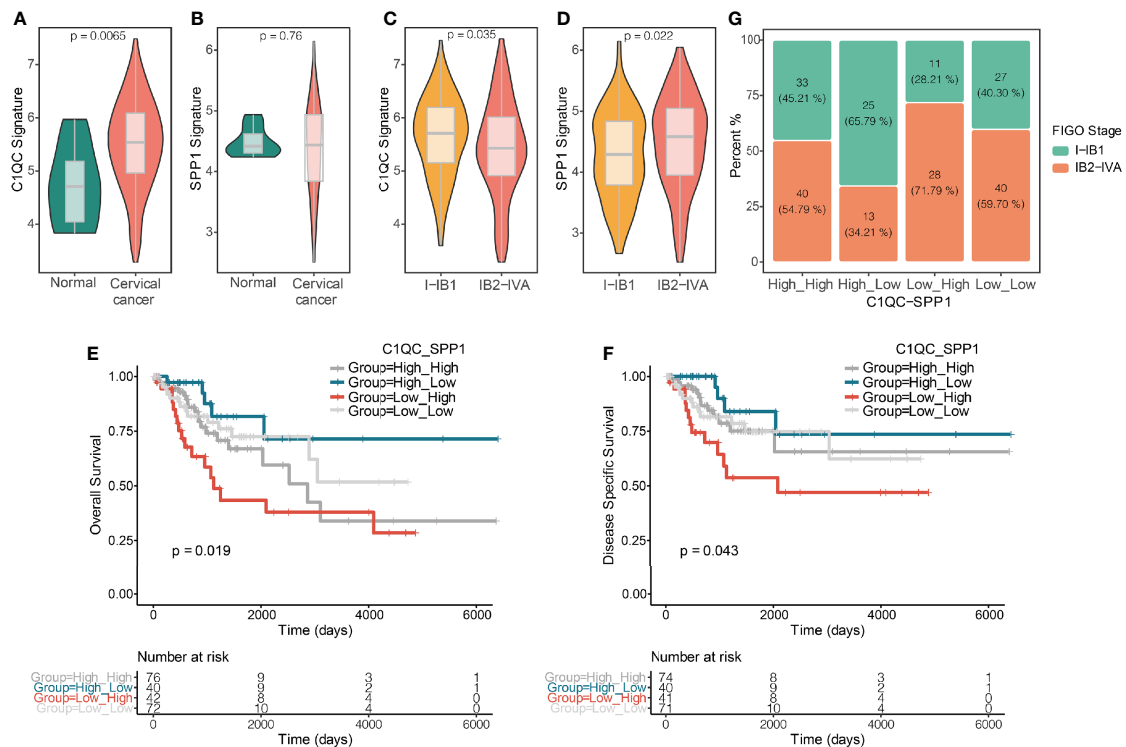 A
p = 0.0065
C1QC Signature
7
6
5
4
Normal
Cervical
cancer
B
p = 0.76
SPP1 Signature
6
5
4
3
Normal
Cervical
cancer
C
p = 0.035
C1QC Signature
7
6
5
4
I-IB1
IB2-IVA
D
p = 0.022
SPP1 Signature
6
5
4
3
I-IB1
IB2-IVA
G
Percent %
100
75
50
25
0
33
(45.21 %)
40
(54.79 %)
25
(65.79 %)
13
(34.21 %)
11
(28.21 %)
28
(71.79 %)
27
(40.30 %)
40
(59.70 %)
High_High High_Low Low_High Low_Low
C1QC-SPP1
FIGO Stage
I-IB1
IB2-IVA
E
C1QC_SPP1
Group=High_High
Group=High_Low
Group=Low_High
Group=Low_Low
Overall Survival
1.00
0.75
0.50
0.25
0.00
p = 0.019
0 2000 4000 6000
Time (days)
Number at risk
Group=High_High 76 9 3 1
Group=High_Low 40 9 2 1
Group=Low_High 42 8 4 0
Group=Low_Low 72 10 4 0
0 2000 4000 6000
Time (days)
F
C1QC_SPP1
Group=High_High
Group=High_Low
Group=Low_High
Group=Low_Low
Disease Specific Survival
1.00
0.75
0.50
0.25
0.00
p = 0.043
0 2000 4000 6000
Time (days)
Number at risk
Group=High_High 74 8 3 1
Group=High_Low 40 9 2 1
Group=Low_High 41 8 4 0
Group=Low_Low 71 10 4 0
0 2000 4000 6000
Time (days)